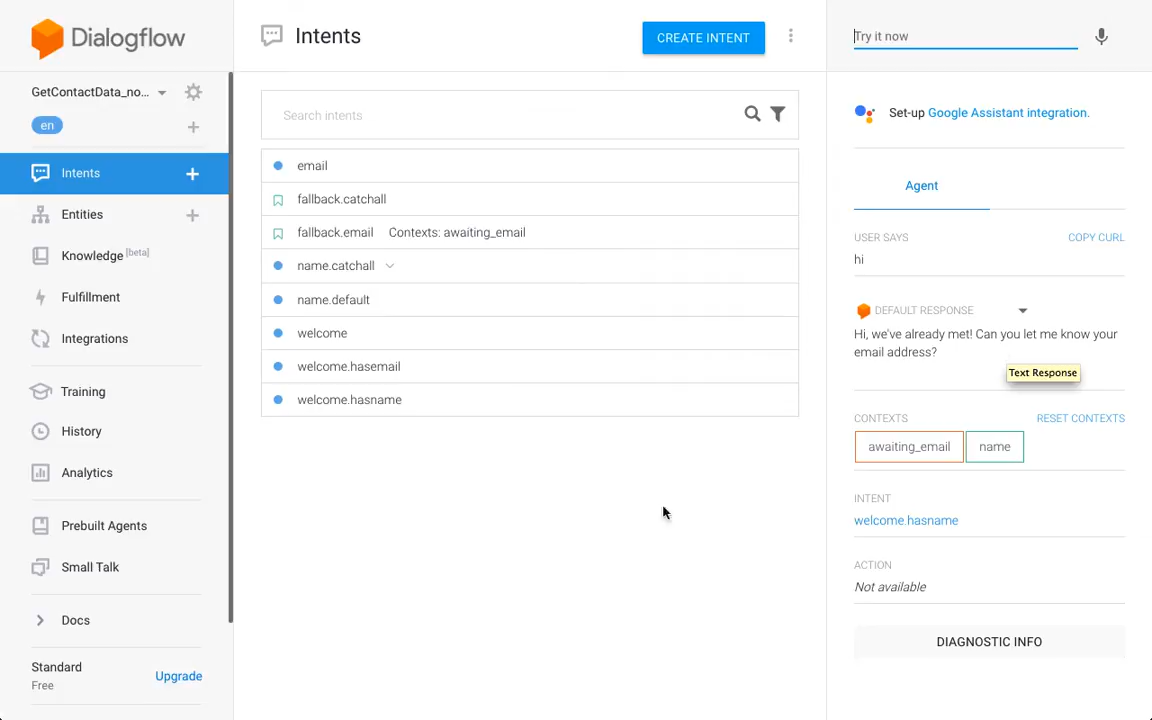 Dialogflow
GetContactData_no...
en
Intents
Entities
Knowledge [beta]
Fulfillment
Integrations
Training
History
Analytics
Prebuilt Agents
Small Talk
Docs
Standard
Free
Upgrade
Intents
CREATE INTENT
Search intents
email
fallback.catchall
fallback.email Contexts: awaiting_email
name.catchall
name.default
welcome
welcome.hasemail
welcome.hasname
Try it now
Set-up Google Assistant integration.
Agent
USER SAYS COPY CURL
hi
DEFAULT RESPONSE
Hi, we've already met! Can you let me know your
email address?
Text Response
CONTEXTS RESET CONTEXTS
awaiting_email name
INTENT
welcome.hasname
ACTION
Not available
DIAGNOSTIC INFO